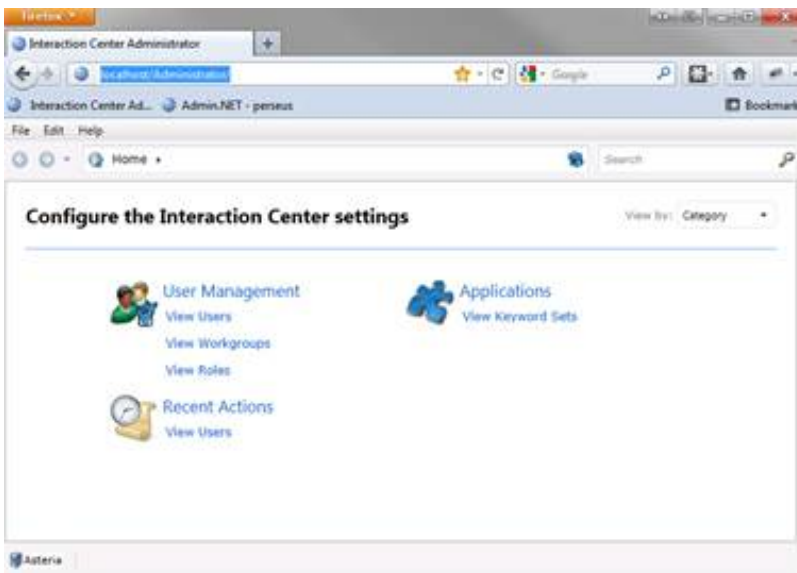 Firefox
Interaction Center Administrator
localhost/Administrator
Google
Interaction Center Ad... Admin.NET - perseus
Bookmark
File Edit Help
Home
Search
Configure the Interaction Center settings
View By: Category
User Management
View Users
View Workgroups
View Roles
Applications
View Keyword Sets
Recent Actions
View Users
Asteria